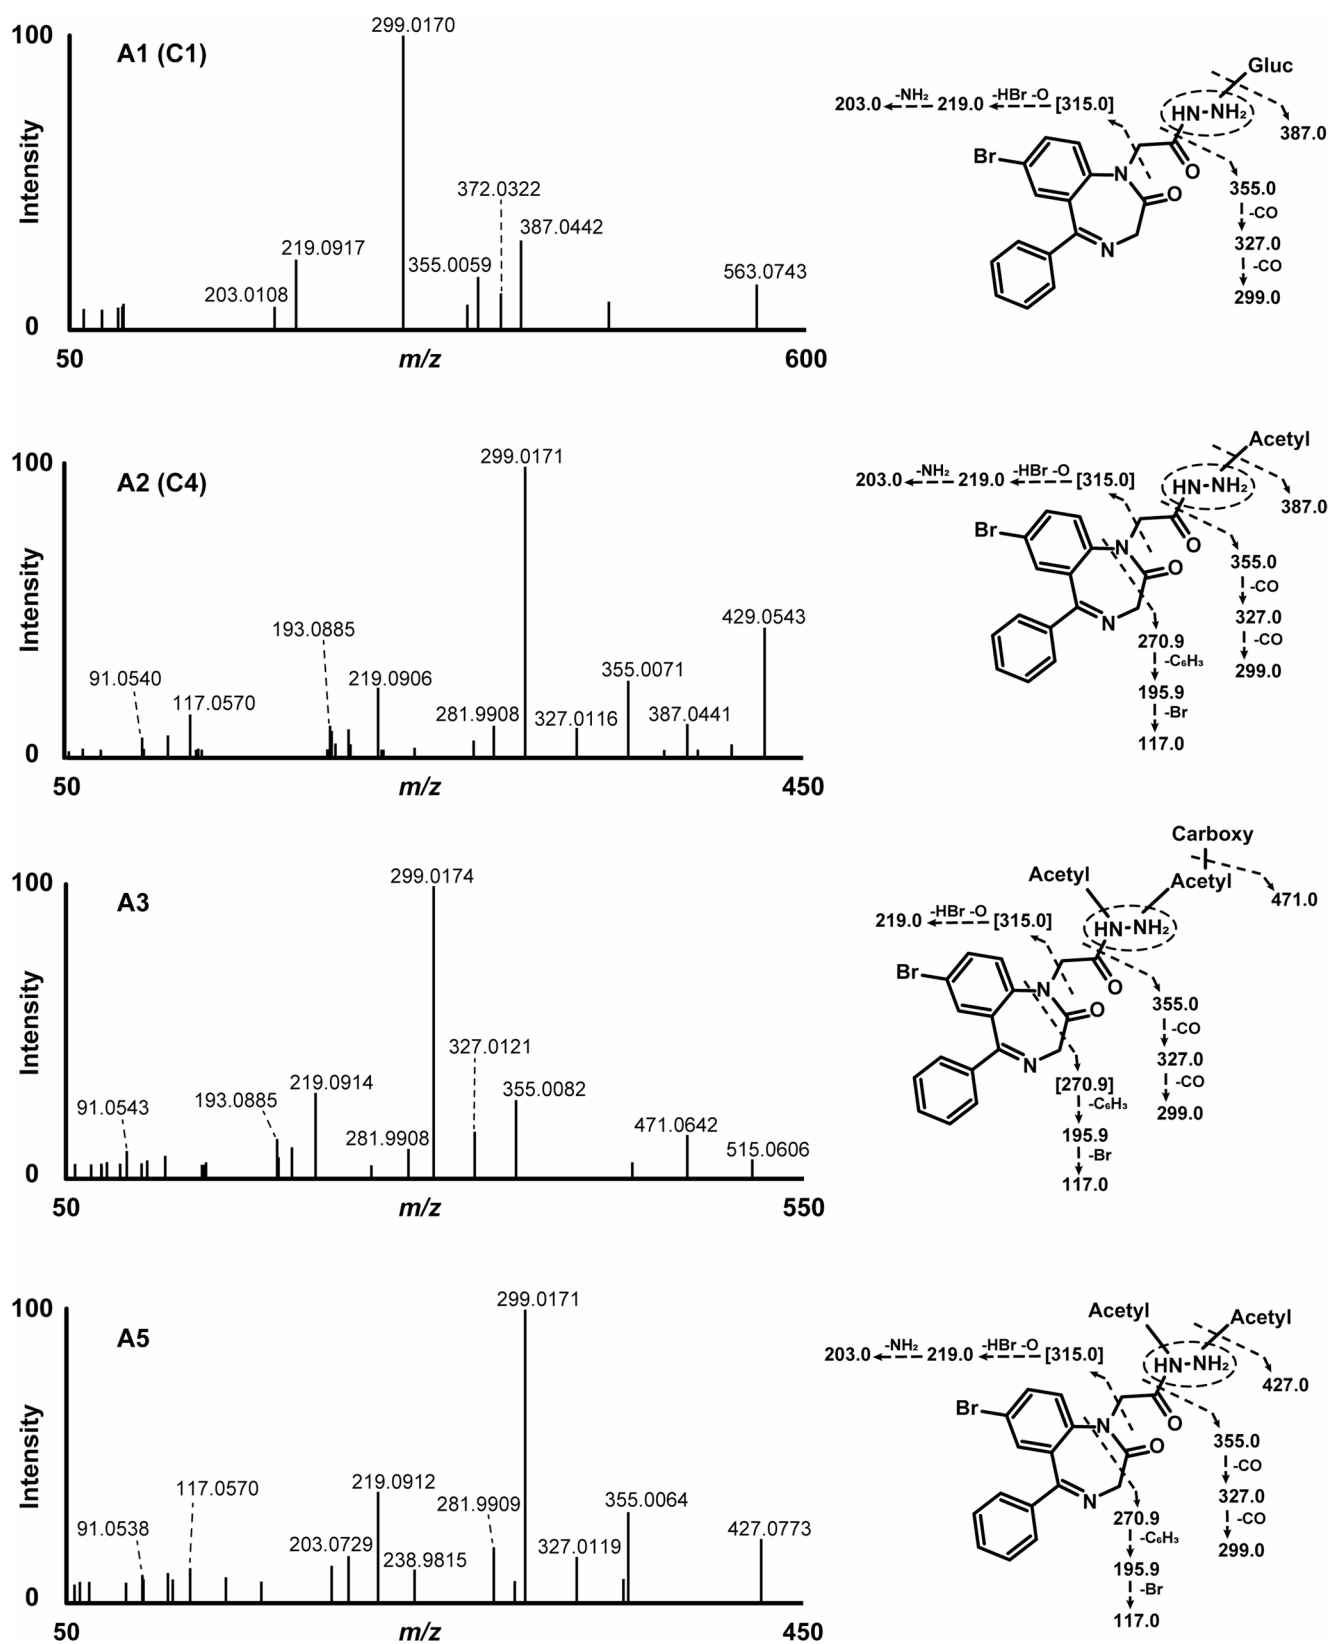 A1 (C1)
100
0
Intensity
50
m/z
600
299.0170
372.0322
387.0442
355.0059
219.0917
203.0108
563.0743
Gluc
203.0 -NH₂ 219.0 -HBr -O [315.0]
HN-NH₂
387.0
Br
N
O
O
N
355.0
-CO
327.0
-CO
299.0
A2 (C4)
100
0
Intensity
50
m/z
450
299.0171
193.0885
429.0543
91.0540
117.0570
219.0906
355.0071
281.9908
327.0116
387.0441
Acetyl
203.0 -NH₂ 219.0 -HBr -O [315.0]
HN-NH₂
387.0
Br
N
O
O
N
355.0
-CO
327.0
-CO
299.0
270.9
-C₆H₃
195.9
-Br
117.0
A3
100
0
Intensity
50
m/z
550
299.0174
327.0121
91.0543
193.0885
219.0914
355.0082
281.9908
471.0642
515.0606
Carboxy
Acetyl
Acetyl
471.0
219.0 -HBr -O [315.0]
HN-NH₂
Br
N
O
O
N
355.0
-CO
327.0
-CO
299.0
[270.9]
-C₆H₃
195.9
-Br
117.0
A5
100
0
Intensity
50
m/z
450
299.0171
117.0570
219.0912
281.9909
355.0064
91.0538
203.0729
238.9815
327.0119
427.0773
Acetyl
Acetyl
203.0 -NH₂ 219.0 -HBr -O [315.0]
HN-NH₂
427.0
Br
N
O
O
N
355.0
-CO
327.0
-CO
299.0
270.9
-C₆H₃
195.9
-Br
117.0